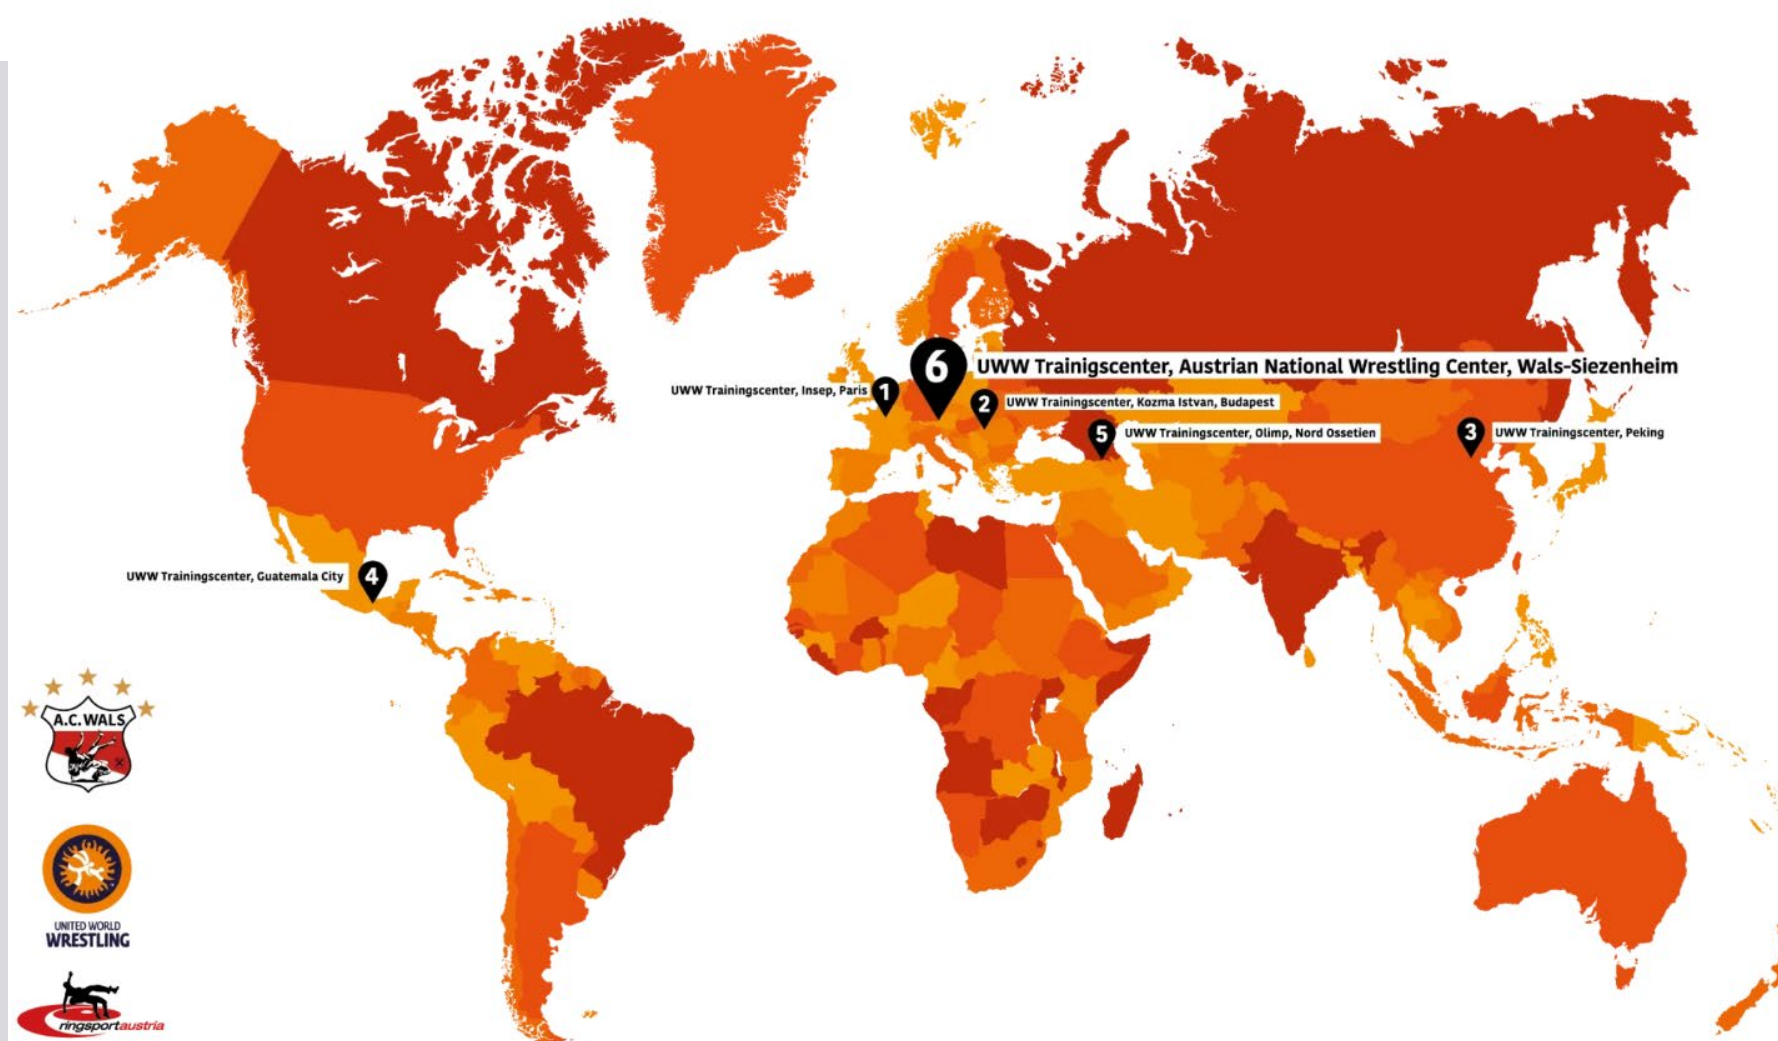 6 UWW Trainigscenter, Austrian National Wrestling Center, Wals-Siezenheim
UWW Trainingscenter, Insep, Paris 1
2 UWW Trainingscenter, Kozma Istvan, Budapest
5 UWW Trainingscenter, Olimp, Nord Ossetien
3 UWW Trainingscenter, Peking
UWW Trainingscenter, Guatemala City 4
A.C. WALS
UNITED WORLD
WRESTLING
ringsportaustria